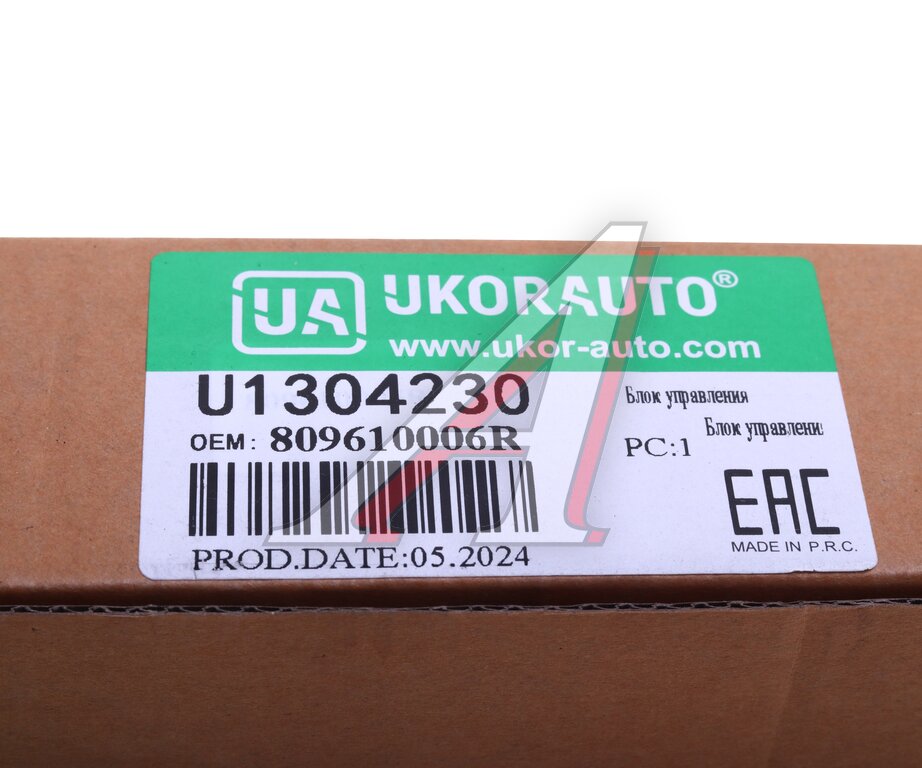 UA UKORAUTO®
www.ukor-auto.com
U1304230
Блок управления
OEM: 809610006R
Блок управлени
PC:1
EAC
PROD.DATE:05.2024
MADE IN P.R.C.